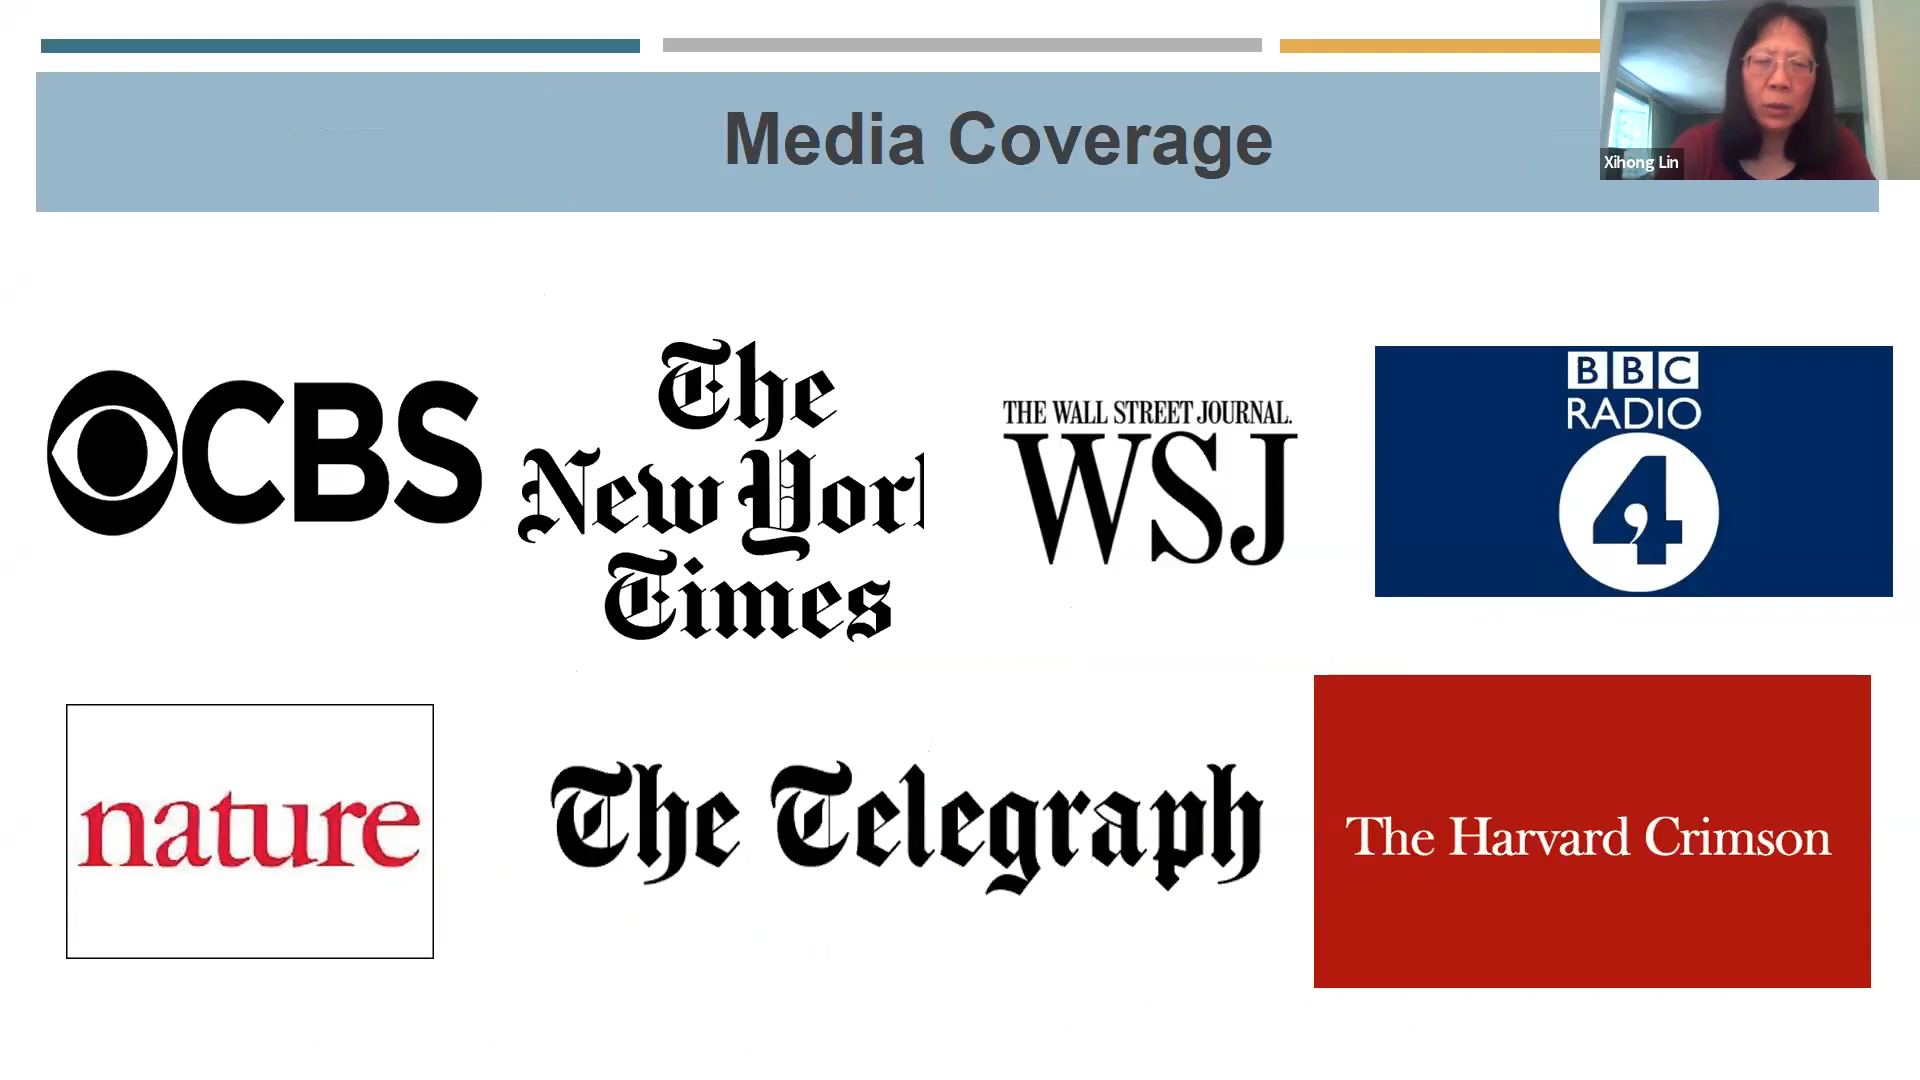 Media Coverage
Xihong Lin
CBS
The
New York
Times
THE WALL STREET JOURNAL.
WSJ
BBC
RADIO
4
nature
The Telegraph
The Harvard Crimson